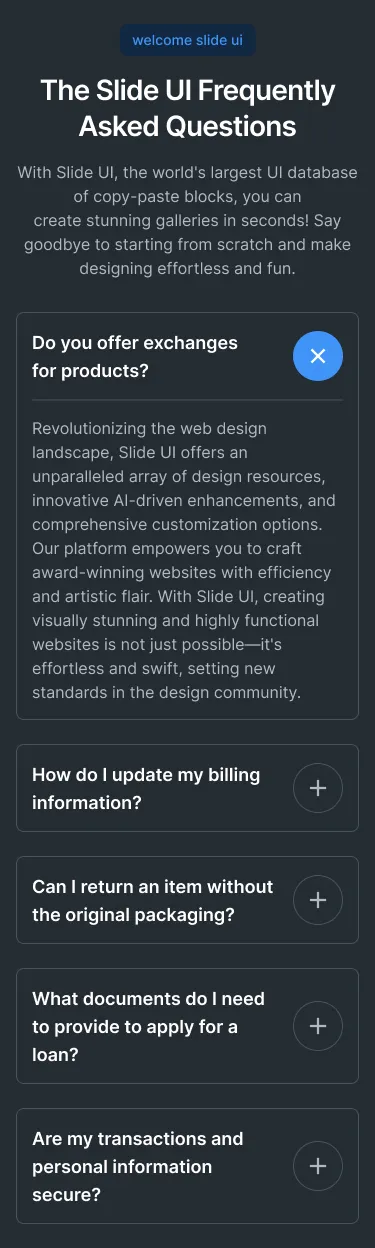 welcome slide ui
The Slide UI Frequently
Asked Questions
With Slide UI, the world's largest UI database
of copy-paste blocks, you can
create stunning galleries in seconds! Say
goodbye to starting from scratch and make
designing effortless and fun.
Do you offer exchanges
for products?
Revolutionizing the web design
landscape, Slide UI offers an
unparalleled array of design resources,
innovative AI-driven enhancements, and
comprehensive customization options.
Our platform empowers you to craft
award-winning websites with efficiency
and artistic flair. With Slide UI, creating
visually stunning and highly functional
websites is not just possible—it's
effortless and swift, setting new
standards in the design community.
How do I update my billing
information?
Can I return an item without
the original packaging?
What documents do I need
to provide to apply for a
loan?
Are my transactions and
personal information
secure?